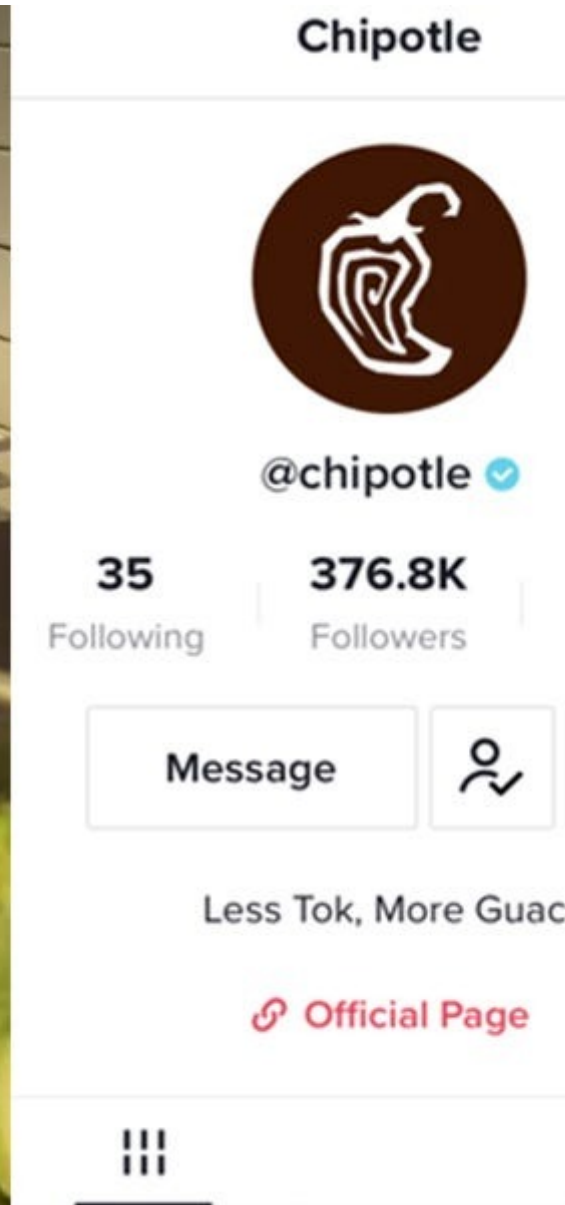 Chipotle
@chipotle
35 376.8K
Following Followers
Message
Less Tok, More Guac
Official Page